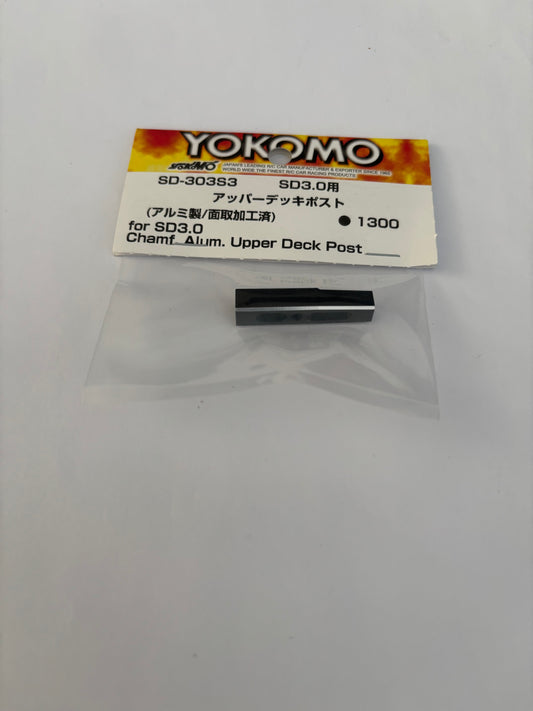 YOKOMO
YOKOMO JAPAN'S LEADING R/C CAR MANUFACTURER & EXPORTER SINCE
WORLD WIDE THE FINEST R/C CAR RACING PRODUCTS
SD-303S3 SD3.0用
アッパーデッキポスト
(アルミ製/面取加工済) ● 1300
for SD3.0
Chamf. Alum. Upper Deck Post